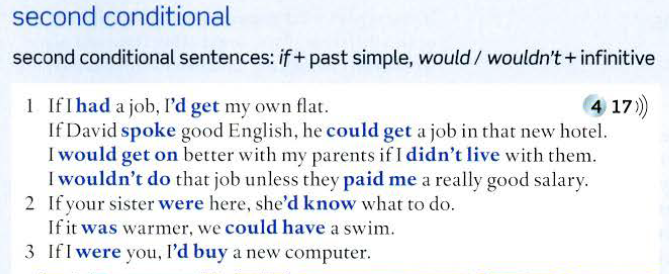 second conditional
second conditional sentences: if + past simple, would / wouldn't + infinitive
1 If I had a job, I'd get my own flat. 4 17))
If David spoke good English, he could get a job in that new hotel.
I would get on better with my parents if I didn't live with them.
I wouldn't do that job unless they paid me a really good salary.
2 If your sister were here, she'd know what to do.
If it was warmer, we could have a swim.
3 If I were you, I'd buy a new computer.